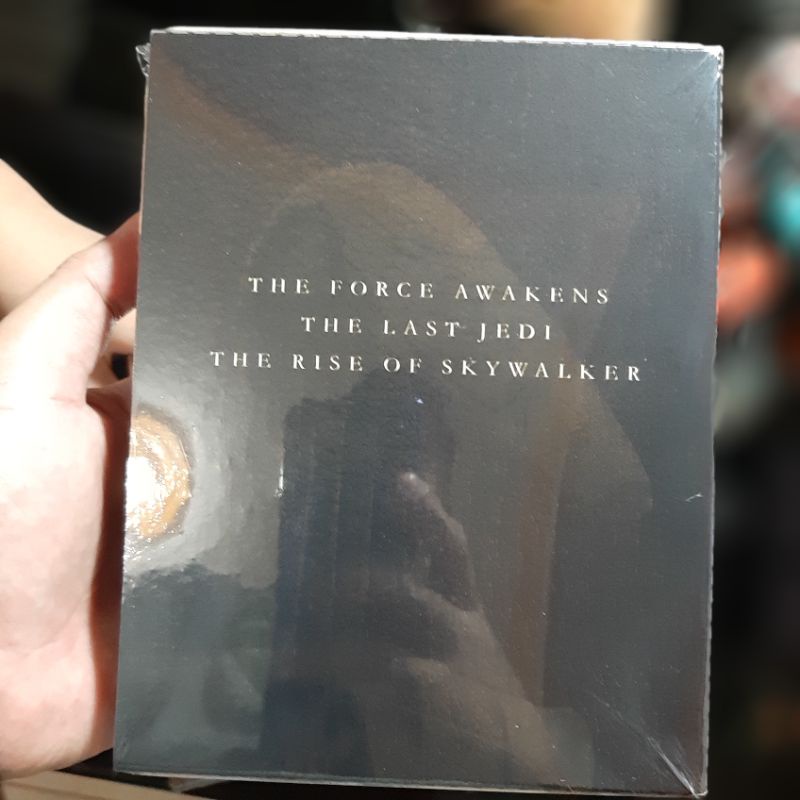 THE FORCE AWAKENS
THE LAST JEDI
THE RISE OF SKYWALKER